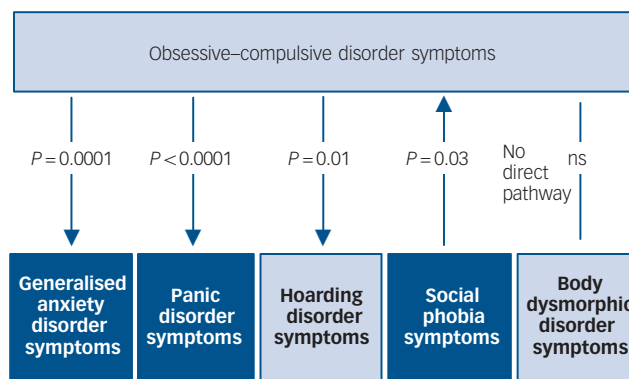 Obsessive–compulsive disorder symptoms
P = 0.0001
P < 0.0001
P = 0.01
P = 0.03
No
direct
pathway
ns
Generalised
anxiety
disorder
symptoms
Panic
disorder
symptoms
Hoarding
disorder
symptoms
Social
phobia
symptoms
Body
dysmorphic
disorder
symptoms